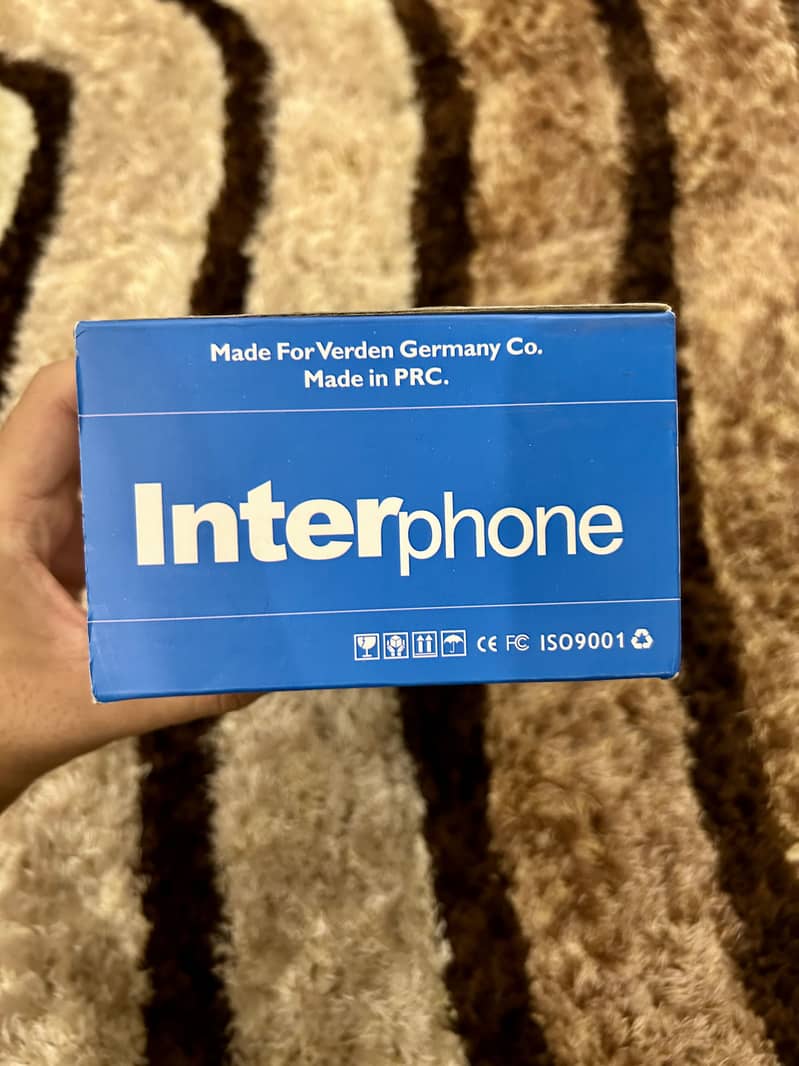 Made For Verden Germany Co.
Made in PRC.
Interphone
CE FC ISO9001